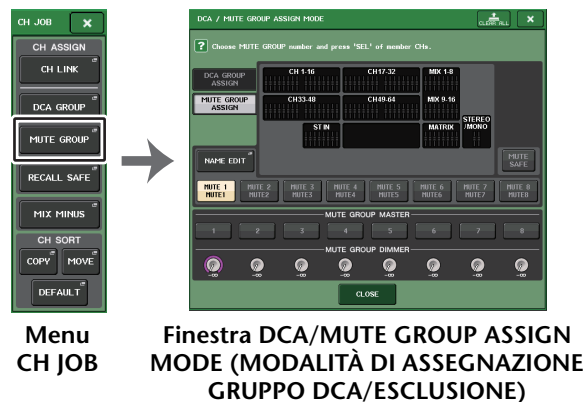 CH JOB
×
CH ASSIGN
CH LINK
DCA GROUP
MUTE GROUP
RECALL SAFE
MIX MINUS
CH SORT
COPY MOVE
DEFAULT
Menu
CH JOB
DCA / MUTE GROUP ASSIGN MODE
CLEAR ALL
×
? Choose MUTE GROUP number and press 'SEL' of member CHs.
DCA GROUP
ASSIGN
MUTE GROUP
ASSIGN
CH 1-16 CH17-32 MIX 1-8
CH33-48 CH49-64 MIX 9-16
ST IN MATRIX STEREO
/MONO
NAME EDIT
MUTE
SAFE
MUTE 1 MUTE 2 MUTE 3 MUTE 4 MUTE 5 MUTE 6 MUTE 7 MUTE 8
MUTE1 MUTE2 MUTE3 MUTE4 MUTE5 MUTE6 MUTE7 MUTE8
MUTE GROUP MASTER
1 2 3 4 5 6 7 8
MUTE GROUP DIMMER
-∞ -∞ -∞ -∞ -∞ -∞ -∞ -∞
CLOSE
Finestra DCA/MUTE GROUP ASSIGN
MODE (MODALITÀ DI ASSEGNAZIONE
GRUPPO DCA/ESCLUSIONE)